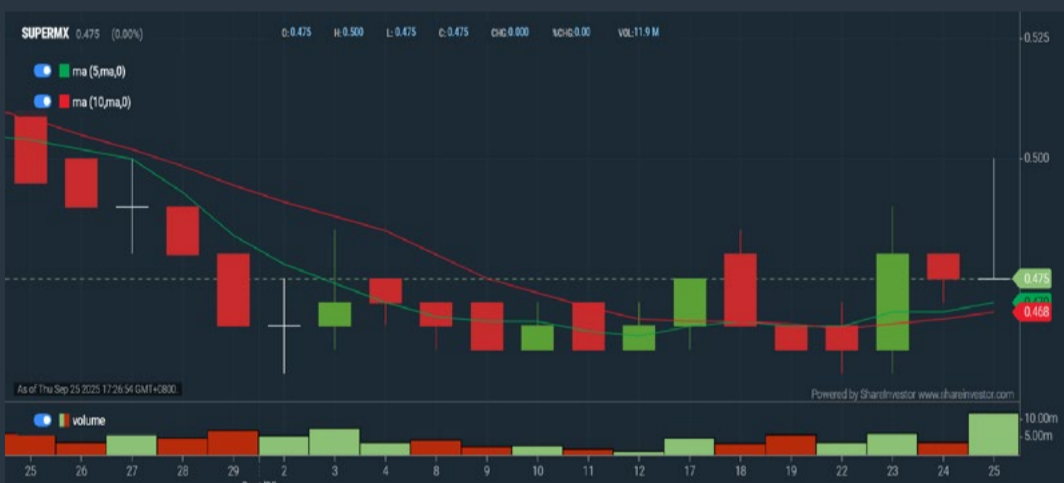 SUPERMX 0.475 (0.00%) O:0.475 H:0.500 L:0.475 C:0.475 CHG:0.000 %CHG:0.00 VOL:11.9 M
0.525
ma (5,ma,0)
ma (10,ma,0)
0.500
0.475
0.468
As of Thu Sep 25 2025 17:26:54 GMT+0800.
Powered by ShareInvestor www.shareinvestor.com
volume
10.00m
5.00m
25 26 27 28 29 2 3 4 8 9 10 11 12 17 18 19 22 23 24 25